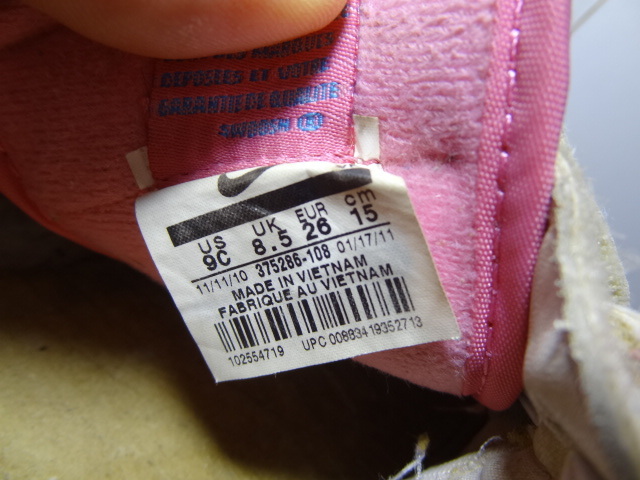 DEPOSEES ET VOTRE
GARANTIE DE QUALITE
US UK EUR cm
9C 8.5 26 15
11/11/10 375286-108 01/17/11
MADE IN VIETNAM
FABRIQUE AU VIETNAM
102554719 UPC 00883419352713